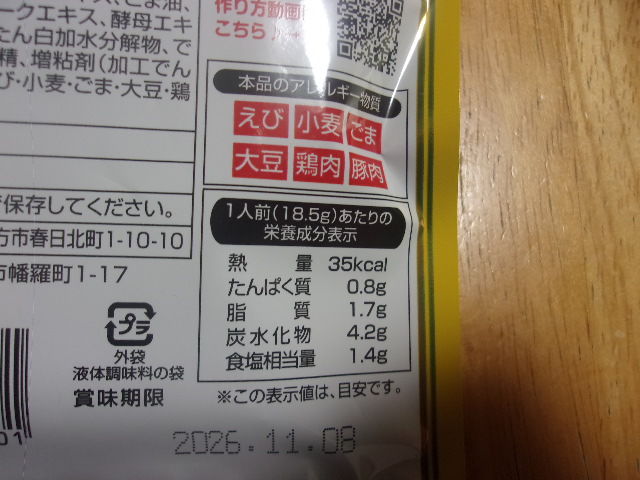 ごま油、
ークエキス、酵母エキ
たん白加水分解物、で
精、増粘剤(加工でん
び・小麦・ごま・大豆・鶏
作り方動画
こちら♪→
本品のアレルギー物質
えび 小麦 ごま
大豆 鶏肉 豚肉
保存してください。
方市春日北町1-10-10
市幡羅町1-17
1人前(18.5g)あたりの
栄養成分表示
熱量 35kcal
たんぱく質 0.8g
脂質 1.7g
炭水化物 4.2g
食塩相当量 1.4g
※この表示値は、目安です。
プラ
外袋
液体調味料の袋
賞味期限
2026.11.08
01